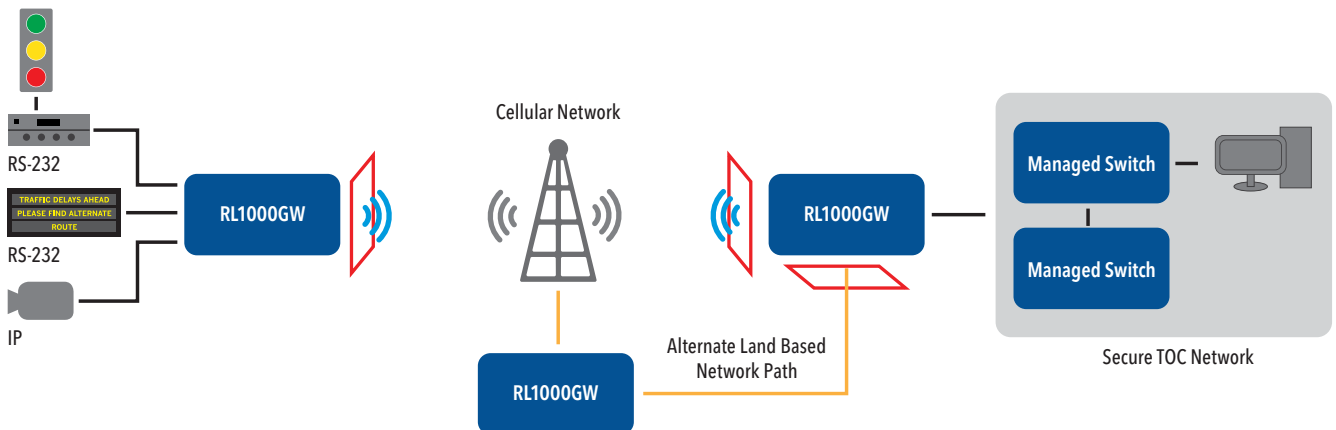 RS-232
TRAFFIC DELAYS AHEAD
PLEASE FIND ALTERNATE
ROUTE
RS-232
IP
RL1000GW
Cellular Network
RL1000GW
Alternate Land Based
Network Path
RL1000GW
Managed Switch
Managed Switch
Secure TOC Network